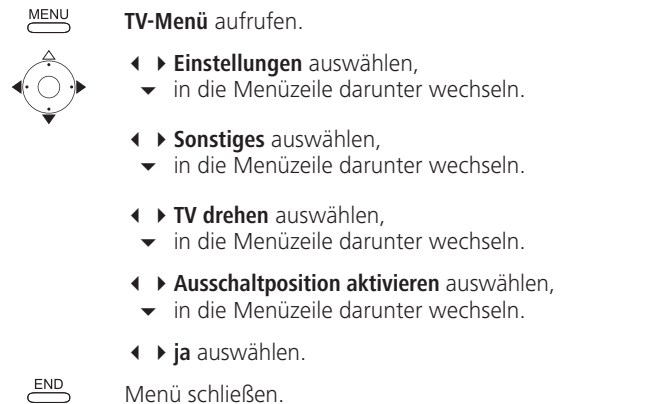 MENU TV-Menü aufrufen.
◄ ► Einstellungen auswählen,
▼ in die Menüzeile darunter wechseln.
◄ ► Sonstiges auswählen,
▼ in die Menüzeile darunter wechseln.
◄ ► TV drehen auswählen,
▼ in die Menüzeile darunter wechseln.
◄ ► Ausschaltposition aktivieren auswählen,
▼ in die Menüzeile darunter wechseln.
◄ ► ja auswählen.
END Menü schließen.